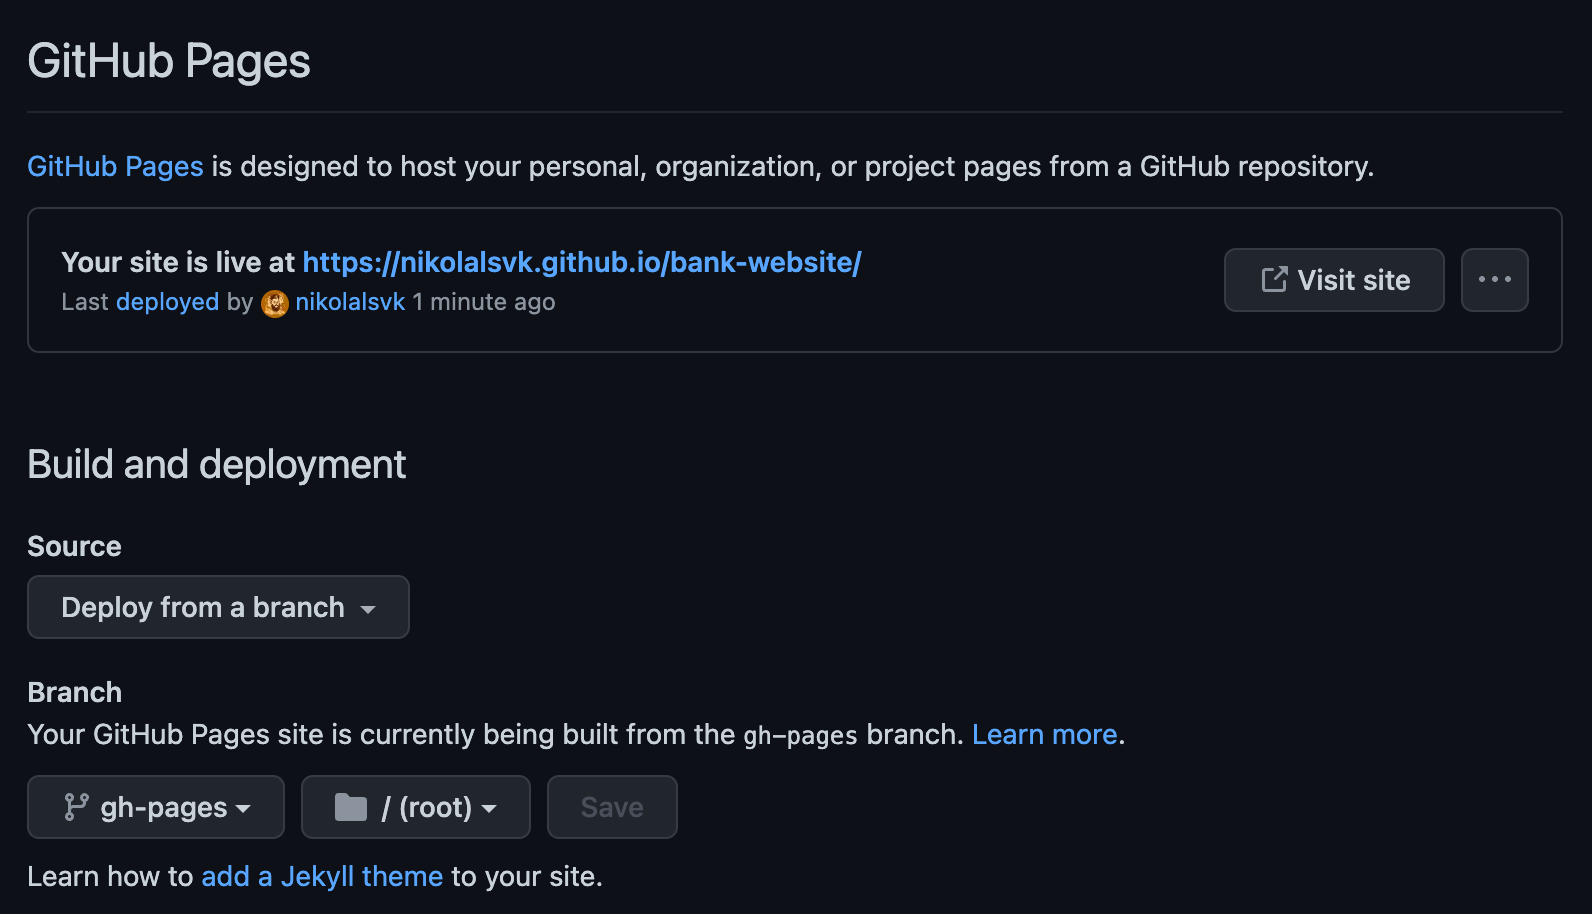 GitHub Pages
GitHub Pages is designed to host your personal, organization, or project pages from a GitHub repository.
Your site is live at https://nikolalsvk.github.io/bank-website/
Last deployed by nikolalsvk 1 minute ago
Visit site
Build and deployment
Source
Deploy from a branch
Branch
Your GitHub Pages site is currently being built from the gh-pages branch. Learn more.
gh-pages
/ (root)
Save
Learn how to add a Jekyll theme to your site.